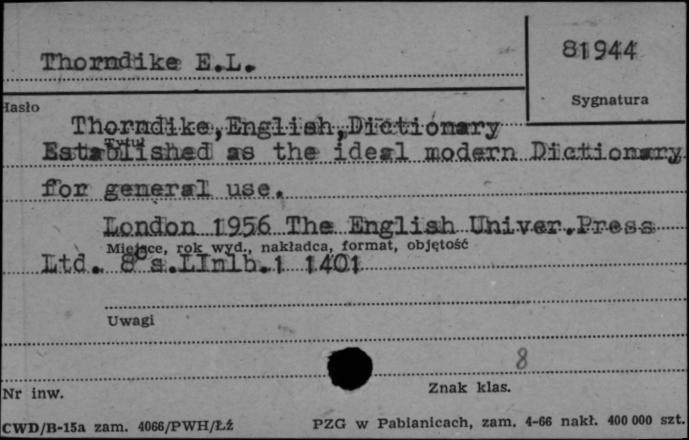 Thorndike E.L.
81944
Hasło
Sygnatura
Thorndike,English,Dictionary
Tytuł
Established as the ideal modern Dictionary
for general use.
London 1956 The English Univer.Press
Miejsce, rok wyd., nakładca, format, objętość
Ltd. 8° s.LInlb.1 1401
Uwagi
8
Nr inw.
Znak klas.
CWD/B-15a zam. 4066/PWH/Łź
PZG w Pabianicach, zam. 4-66 nakł. 400 000 szt.